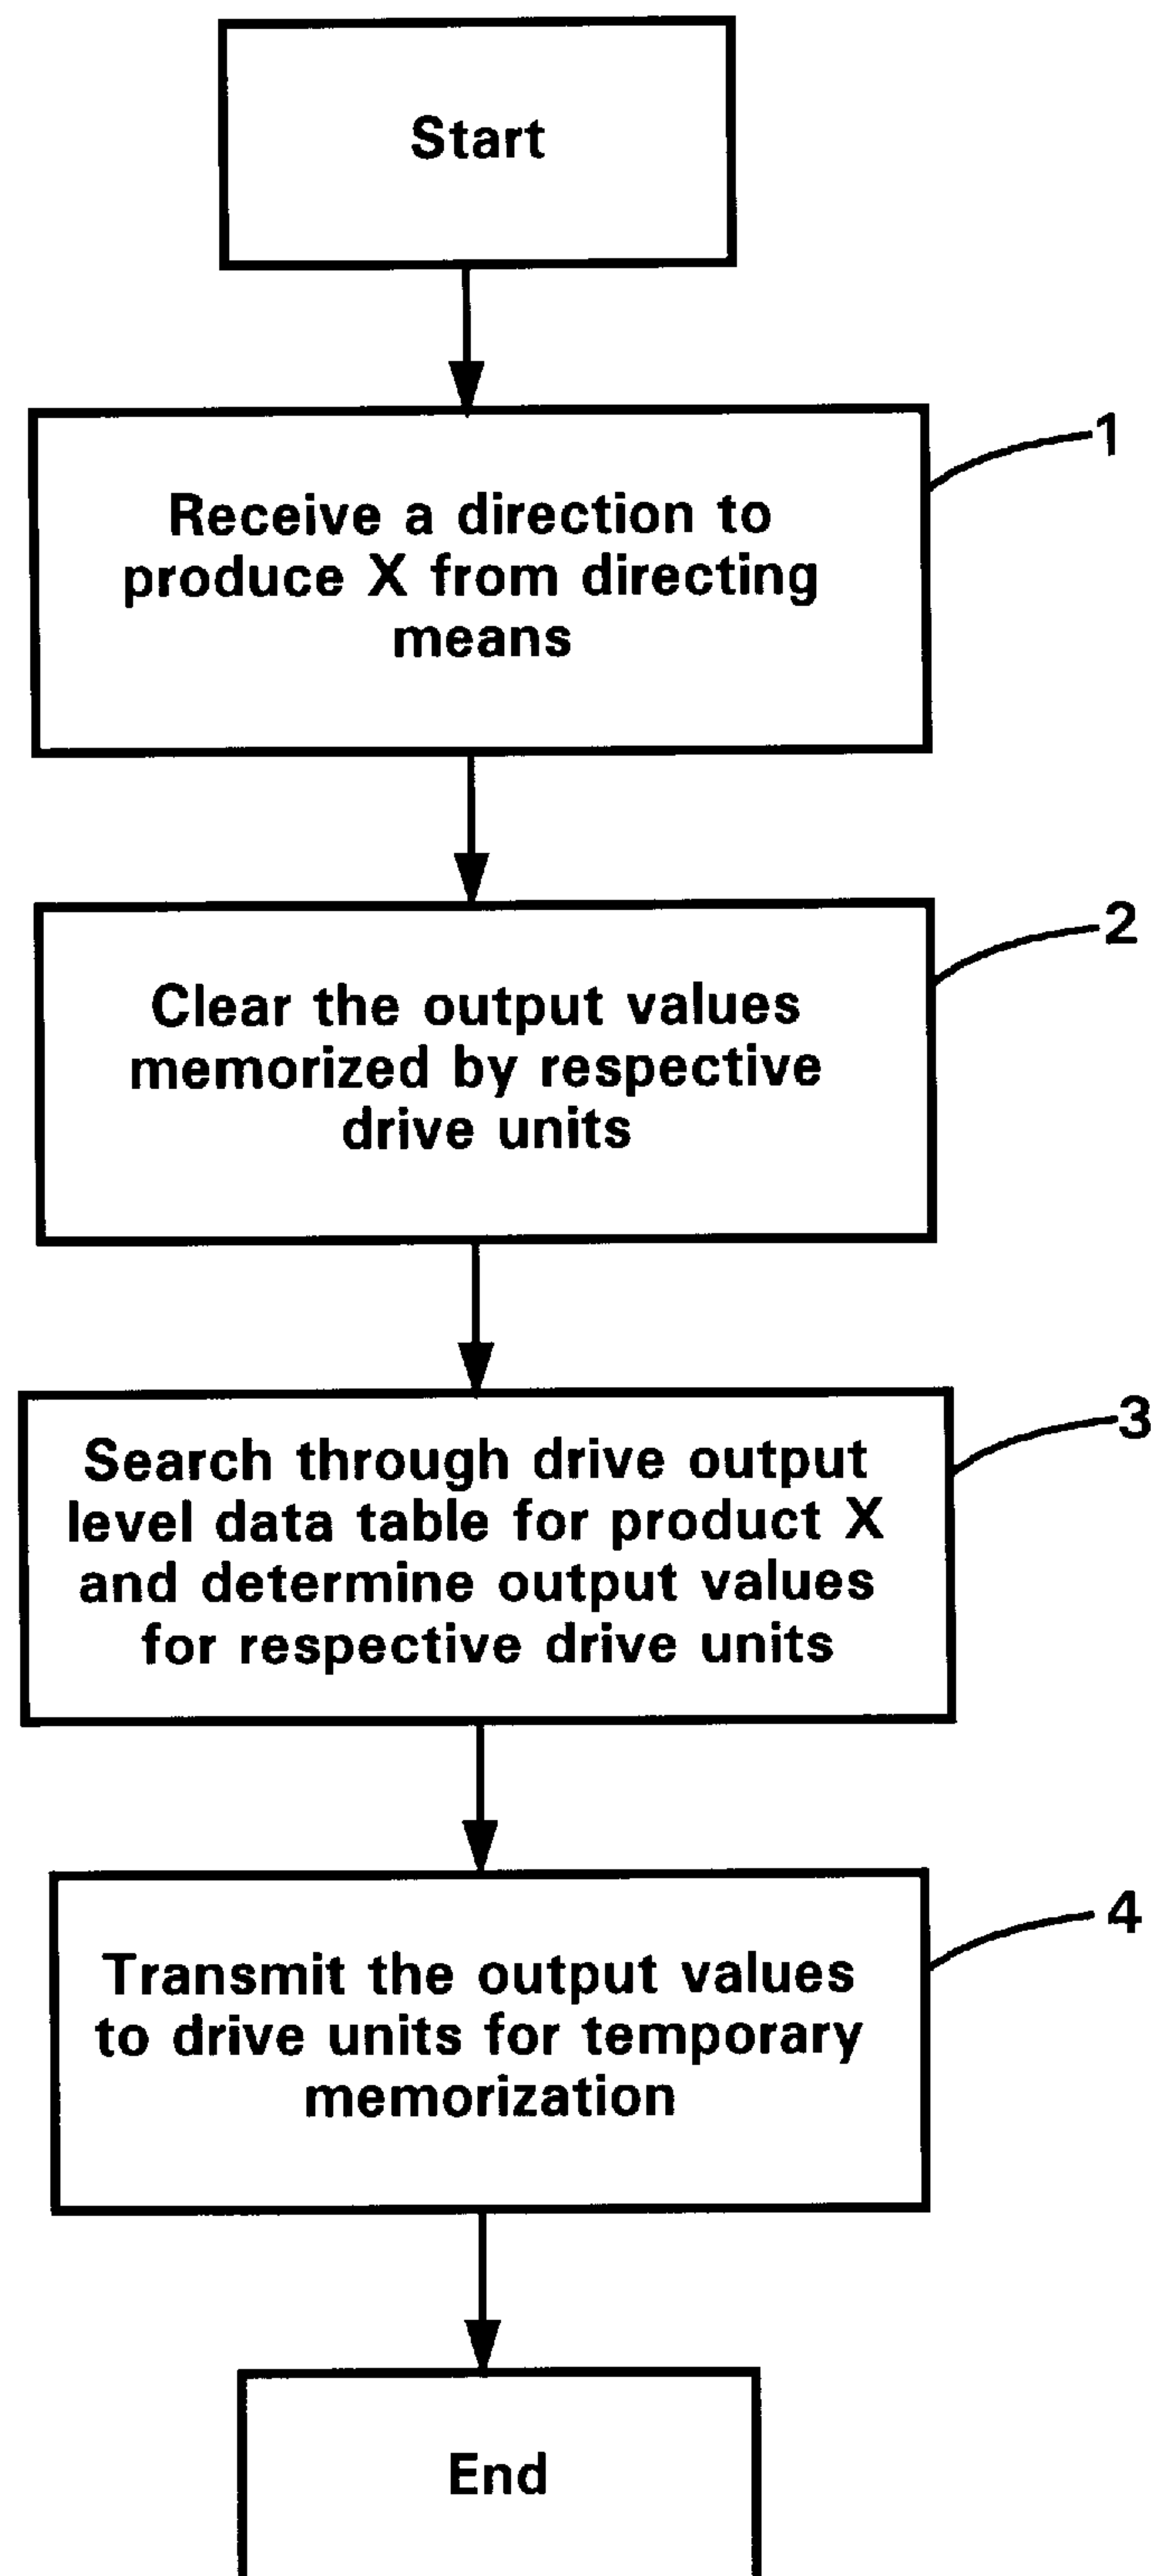 Start
1
Receive a direction to
produce X from directing
means
2
Clear the output values
memorized by respective
drive units
3
Search through drive output
level data table for product X
and determine output values
for respective drive units
4
Transmit the output values
to drive units for temporary
memorization
End